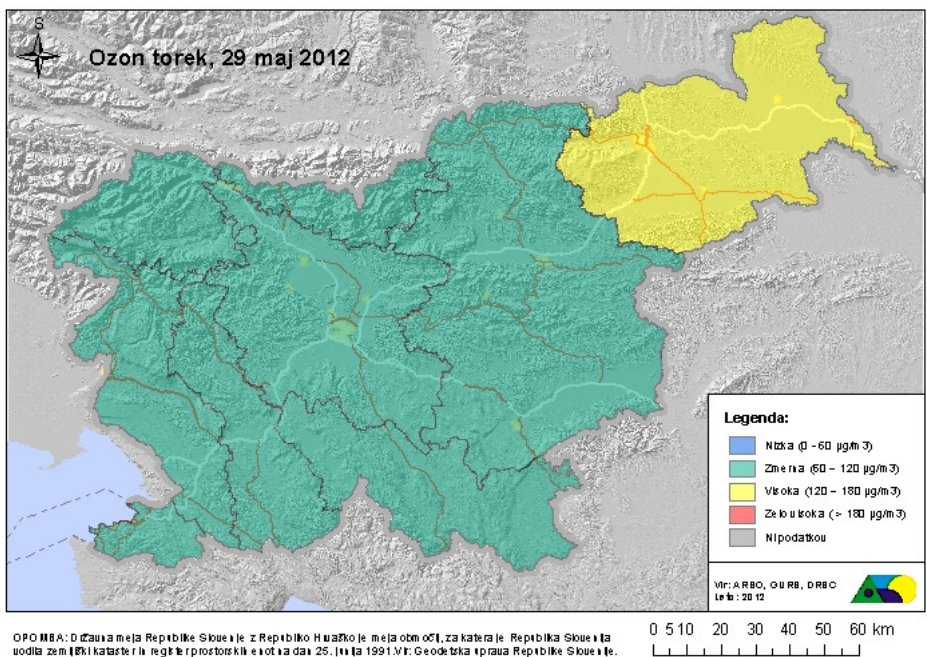 S
Ozon torek, 29 maj 2012
Legenda:
Nizka (0 - 60 µg/m3)
Zmerna (60 – 120 µg/m3)
Visoka (120 – 180 µg/m3)
Zelo visoka ( > 180 µg/m3)
Ni podatkov
Vir: ARSO, GURS, DRSC
Leto: 2012
0 5 10 20 30 40 50 60 km
OPOMBA: Državna meja Republike Slovenije z Republiko Hrvaško je meja območij, za katera je Republika Slovenija
vodila zemljiški kataster in register prostorskih enot na dan 25. junija 1991. Vir: Geodetska uprava Republike Slovenije.